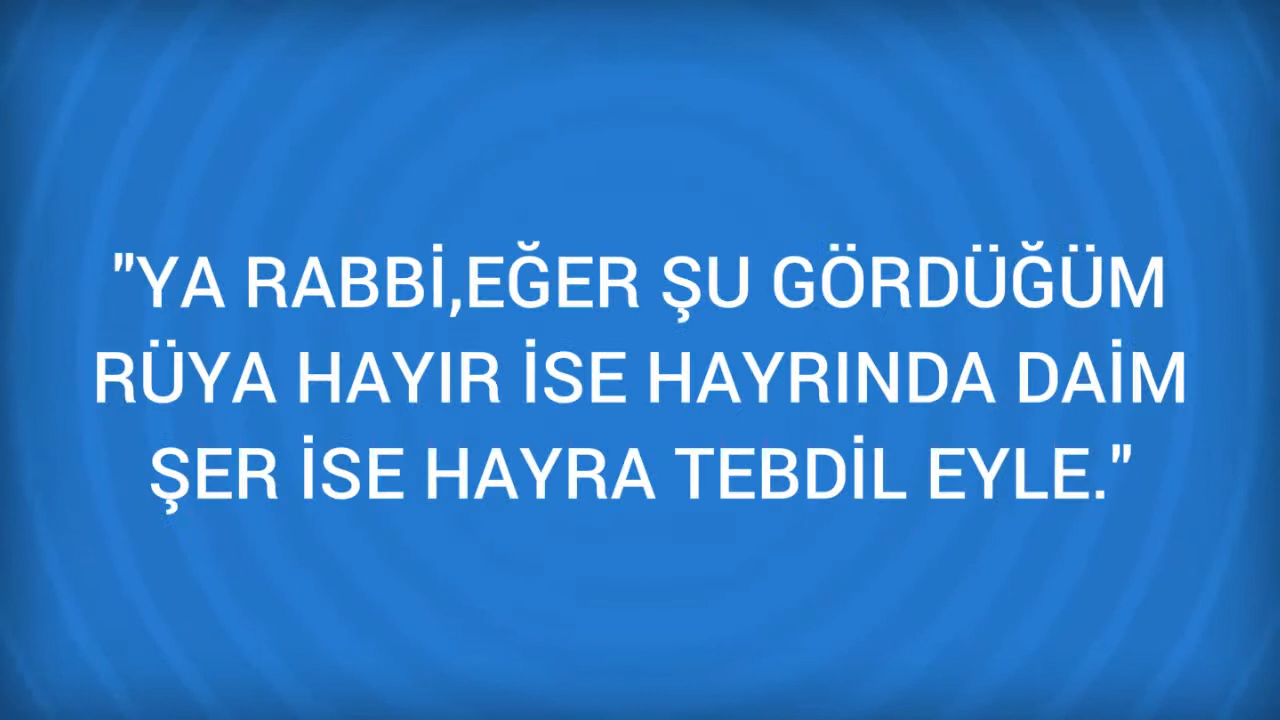 "YA RABBİ,EĞER ŞU GÖRDÜĞÜM
RÜYA HAYIR İSE HAYRINDA DAİM
ŞER İSE HAYRA TEBDİL EYLE."